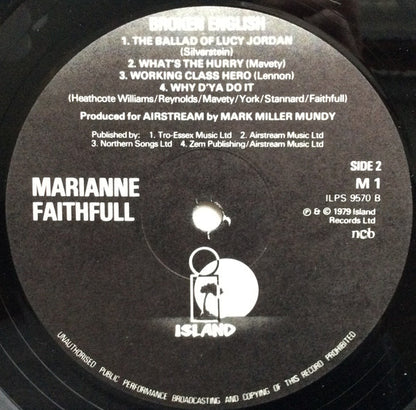 BROKEN ENGLISH
1. THE BALLAD OF LUCY JORDAN
(Silverstein)
2. WHAT'S THE HURRY (Mavety)
3. WORKING CLASS HERO (Lennon)
4. WHY D'YA DO IT
(Heathcote Williams/Reynolds/Mavety/York/Stannard/Faithfull)
Produced for AIRSTREAM by MARK MILLER MUNDY
Published by: 1. Tro-Essex Music Ltd 2. Airstream Music Ltd
3. Northern Songs Ltd 4. Zem Publishing/Airstream Music Ltd
SIDE 2
MARIANNE
FAITHFULL
M 1
ILPS 9570 B
Ⓟ & © 1979 Island
Records Ltd
ncb
ISLAND
UNAUTHORISED PUBLIC PERFORMANCE BROADCASTING AND COPYING OF THIS RECORD PROHIBITED